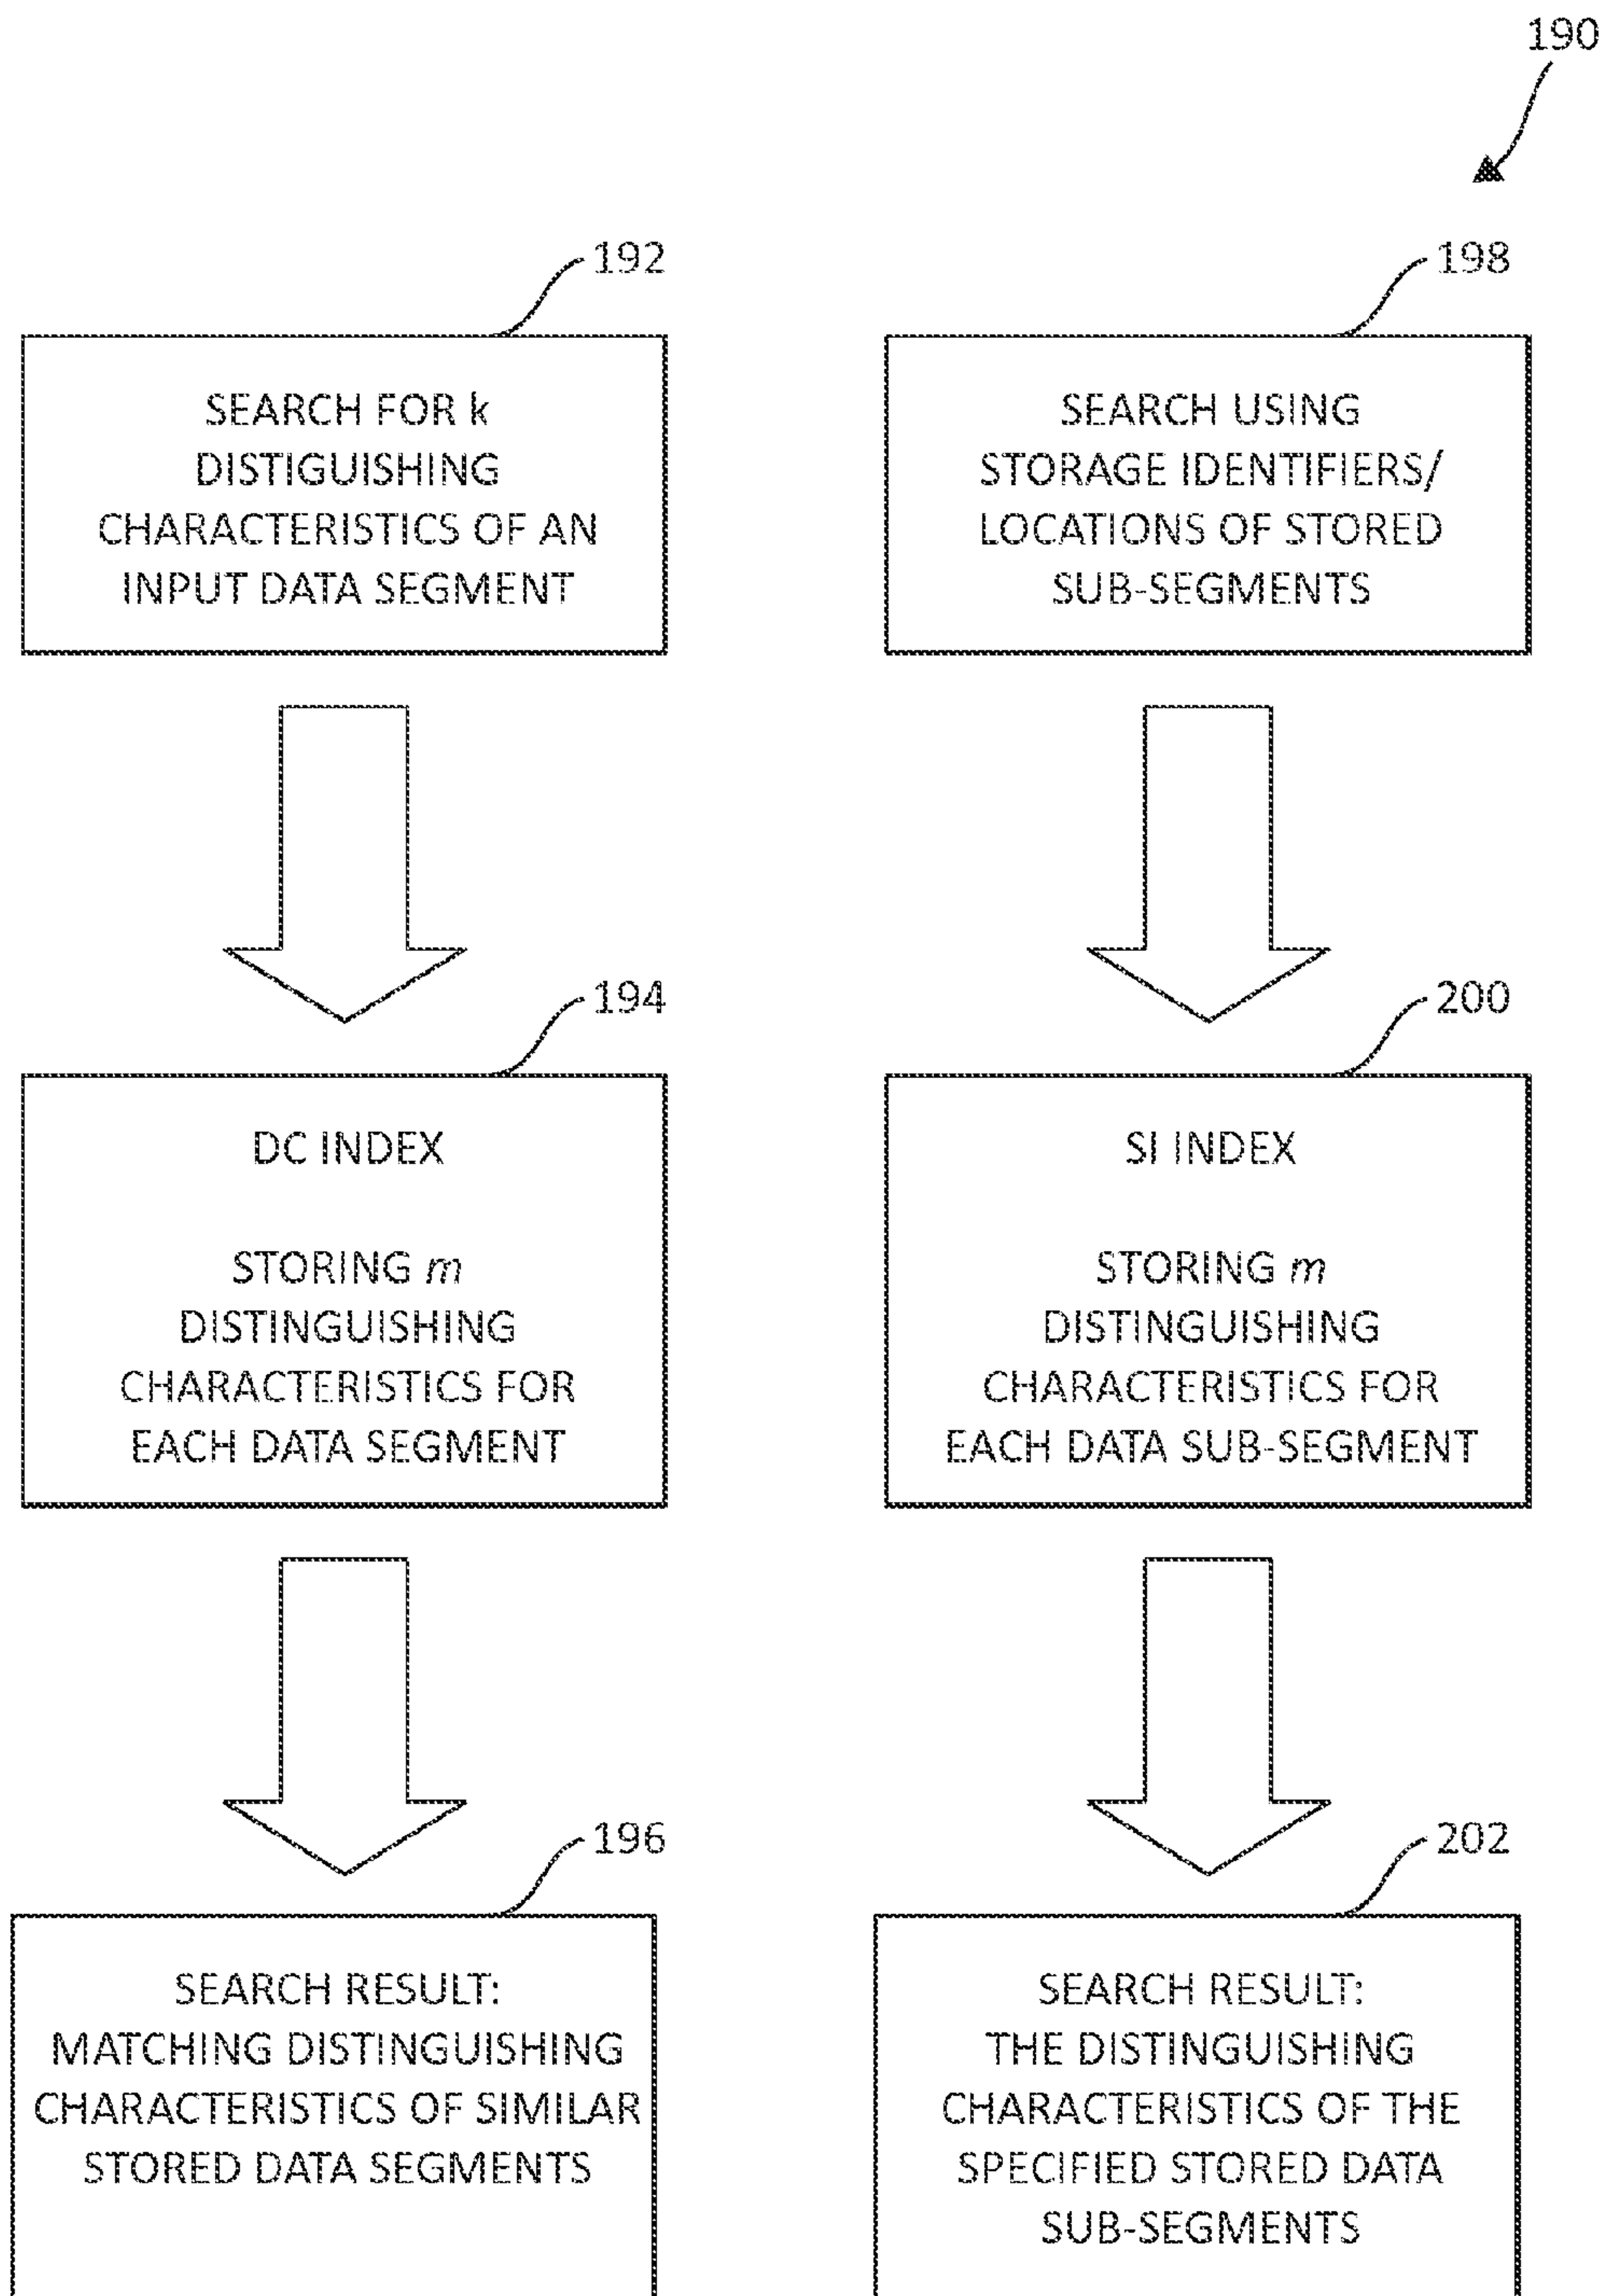 190
192
SEARCH FOR k
DISTIGUISHING
CHARACTERISTICS OF AN
INPUT DATA SEGMENT
198
SEARCH USING
STORAGE IDENTIFIERS/
LOCATIONS OF STORED
SUB-SEGMENTS
194
DC INDEX
STORING m
DISTINGUISHING
CHARACTERISTICS FOR
EACH DATA SEGMENT
200
SI INDEX
STORING m
DISTINGUISHING
CHARACTERISTICS FOR
EACH DATA SUB-SEGMENT
196
SEARCH RESULT:
MATCHING DISTINGUISHING
CHARACTERISTICS OF SIMILAR
STORED DATA SEGMENTS
202
SEARCH RESULT:
THE DISTINGUISHING
CHARACTERISTICS OF THE
SPECIFIED STORED DATA
SUB-SEGMENTS